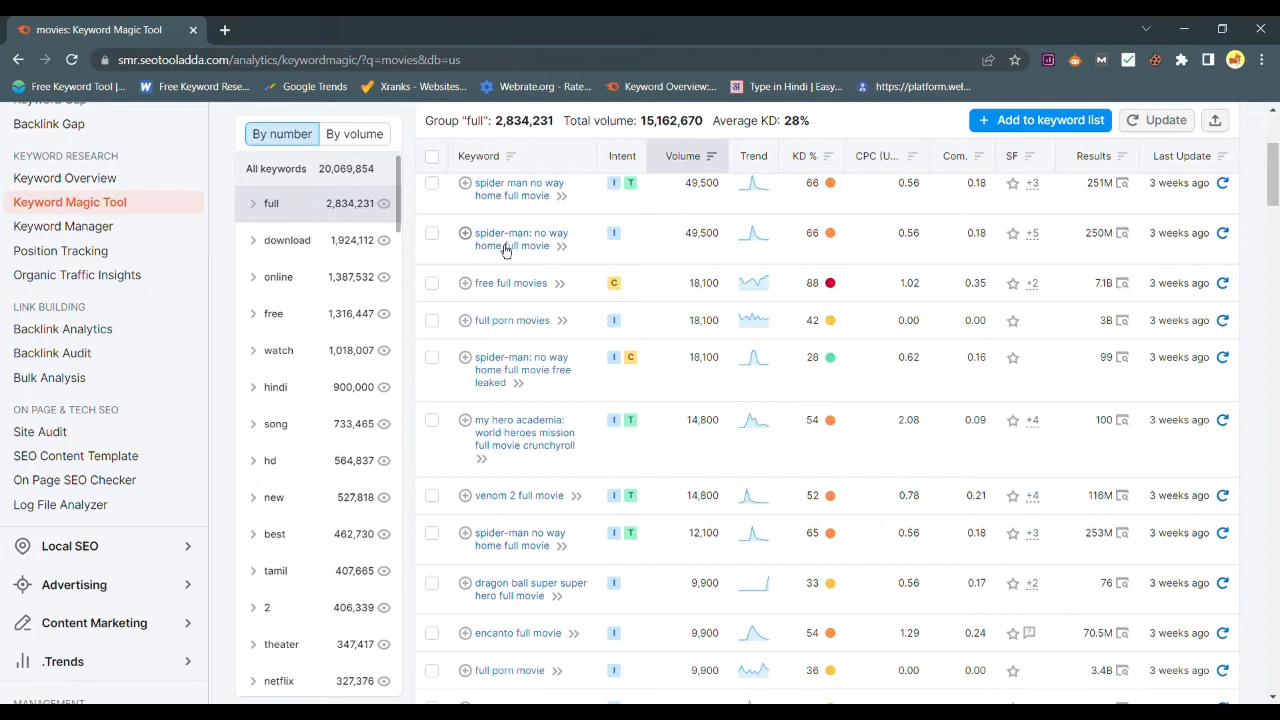 movies: Keyword Magic Tool
smr.seotooladda.com/analytics/keywordmagic/?q=movies&db=us
Free Keyword Tool |... Free Keyword Rese... Google Trends Xranks - Websites... Webrate.org - Rate... Keyword Overview:... Type in Hindi | Easy... https://platform.wel...
Keyword Gap
Backlink Gap
KEYWORD RESEARCH
Keyword Overview
Keyword Magic Tool
Keyword Manager
Position Tracking
Organic Traffic Insights
LINK BUILDING
Backlink Analytics
Backlink Audit
Bulk Analysis
ON PAGE & TECH SEO
Site Audit
SEO Content Template
On Page SEO Checker
Log File Analyzer
Local SEO
Advertising
Content Marketing
.Trends
MANAGEMENT
By number By volume
All keywords 20,069,854
full 2,834,231
download 1,924,112
online 1,387,532
free 1,316,447
watch 1,018,007
hindi 900,000
song 733,465
hd 564,837
new 527,818
best 462,730
tamil 407,665
2 406,339
theater 347,417
netflix 327,376
Group "full": 2,834,231 Total volume: 15,162,670 Average KD: 28%
+ Add to keyword list Update
Keyword Intent Volume Trend KD % CPC (U... Com. SF Results Last Update
spider man no way I T 49,500 66 0.56 0.18 +3 251M 3 weeks ago
home full movie
spider-man: no way I 49,500 66 0.56 0.18 +5 250M 3 weeks ago
home full movie
free full movies C 18,100 88 1.02 0.35 +2 7.1B 3 weeks ago
full porn movies I 18,100 42 0.00 0.00 3B 3 weeks ago
spider-man: no way I C 18,100 28 0.62 0.16 99 3 weeks ago
home full movie free
leaked
my hero academia: I T 14,800 54 2.08 0.09 +4 100 3 weeks ago
world heroes mission
full movie crunchyroll
venom 2 full movie I T 14,800 52 0.78 0.21 +4 116M 3 weeks ago
spider-man no way I T 12,100 65 0.56 0.18 +3 253M 3 weeks ago
home full movie
dragon ball super super I 9,900 33 0.56 0.17 +2 76 3 weeks ago
hero full movie
encanto full movie I 9,900 54 1.29 0.24 70.5M 3 weeks ago
full porn movie I 9,900 36 0.00 0.00 3.4B 3 weeks ago